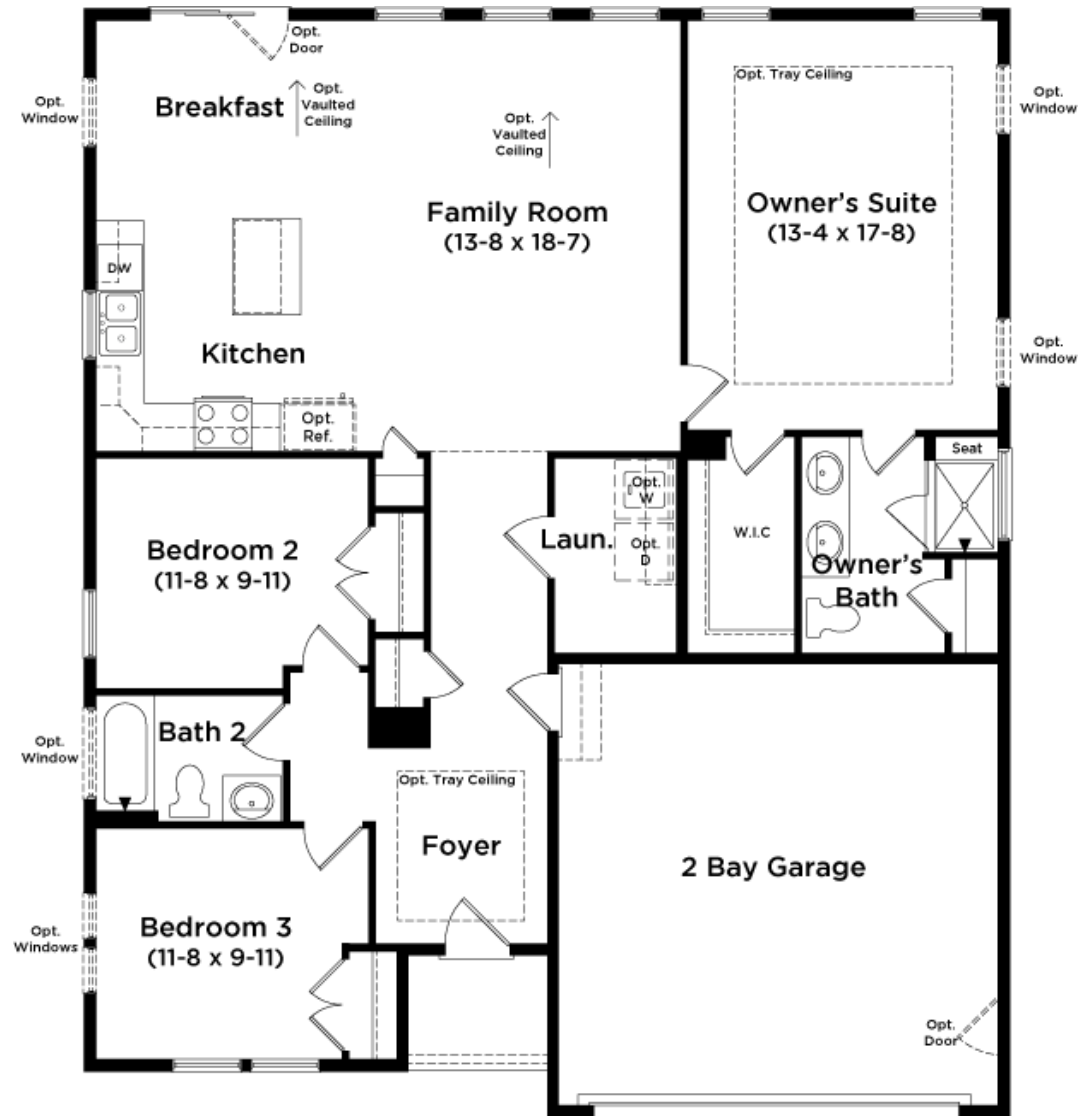 Opt.
Door
Opt. Tray Ceiling
Opt.
Window
Breakfast
Opt.
Vaulted
Ceiling
Opt.
Vaulted
Ceiling
Opt.
Window
Family Room
(13-8 x 18-7)
Owner's Suite
(13-4 x 17-8)
DW
Kitchen
Opt.
Window
Opt.
Ref.
Seat
Opt.
W
Laun.
Opt.
D
W.I.C
Bedroom 2
(11-8 x 9-11)
Owner's
Bath
Opt.
Window
Bath 2
Opt. Tray Ceiling
Foyer
2 Bay Garage
Opt.
Windows
Bedroom 3
(11-8 x 9-11)
Opt.
Door